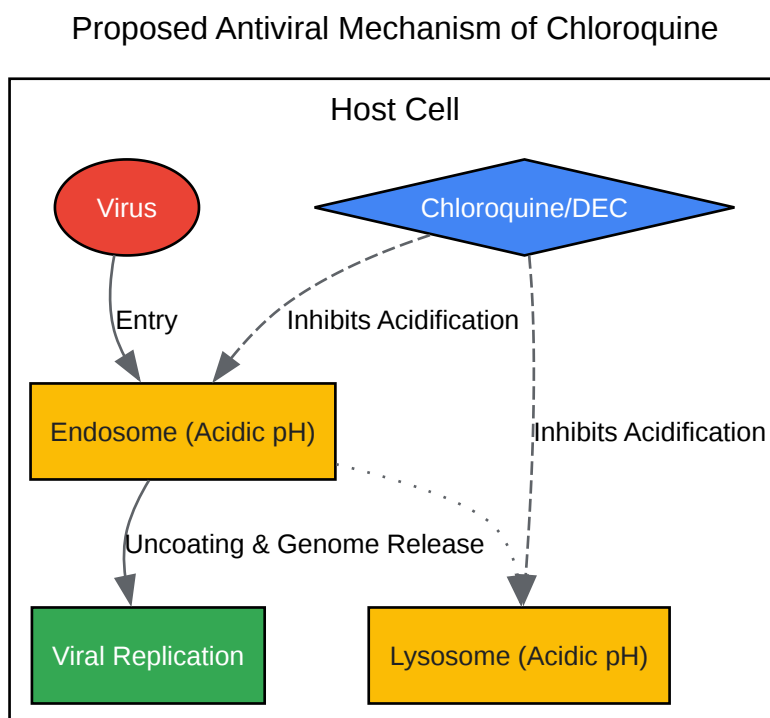 Proposed Antiviral Mechanism of Chloroquine
Host Cell
Virus
Chloroquine/DEC
Entry
Inhibits Acidification
Endosome (Acidic pH)
Inhibits Acidification
Uncoating & Genome Release
Viral Replication
Lysosome (Acidic pH)